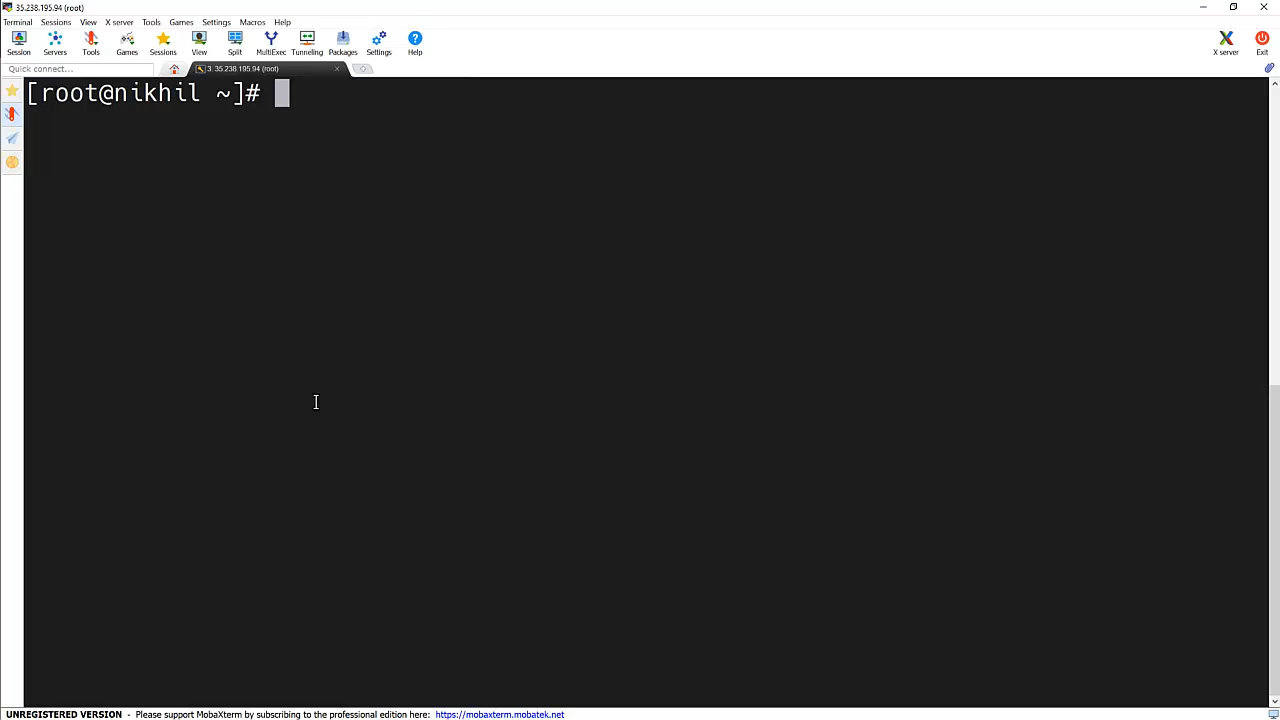 35.238.195.94 (root)
Terminal Sessions View X server Tools Games Settings Macros Help
Session Servers Tools Games Sessions View Split MultiExec Tunneling Packages Settings Help X server Exit
Quick connect... 3. 35.238.195.94 (root)
[root@nikhil ~]#
UNREGISTERED VERSION - Please support MobaXterm by subscribing to the professional edition here: https://mobaxterm.mobatek.net